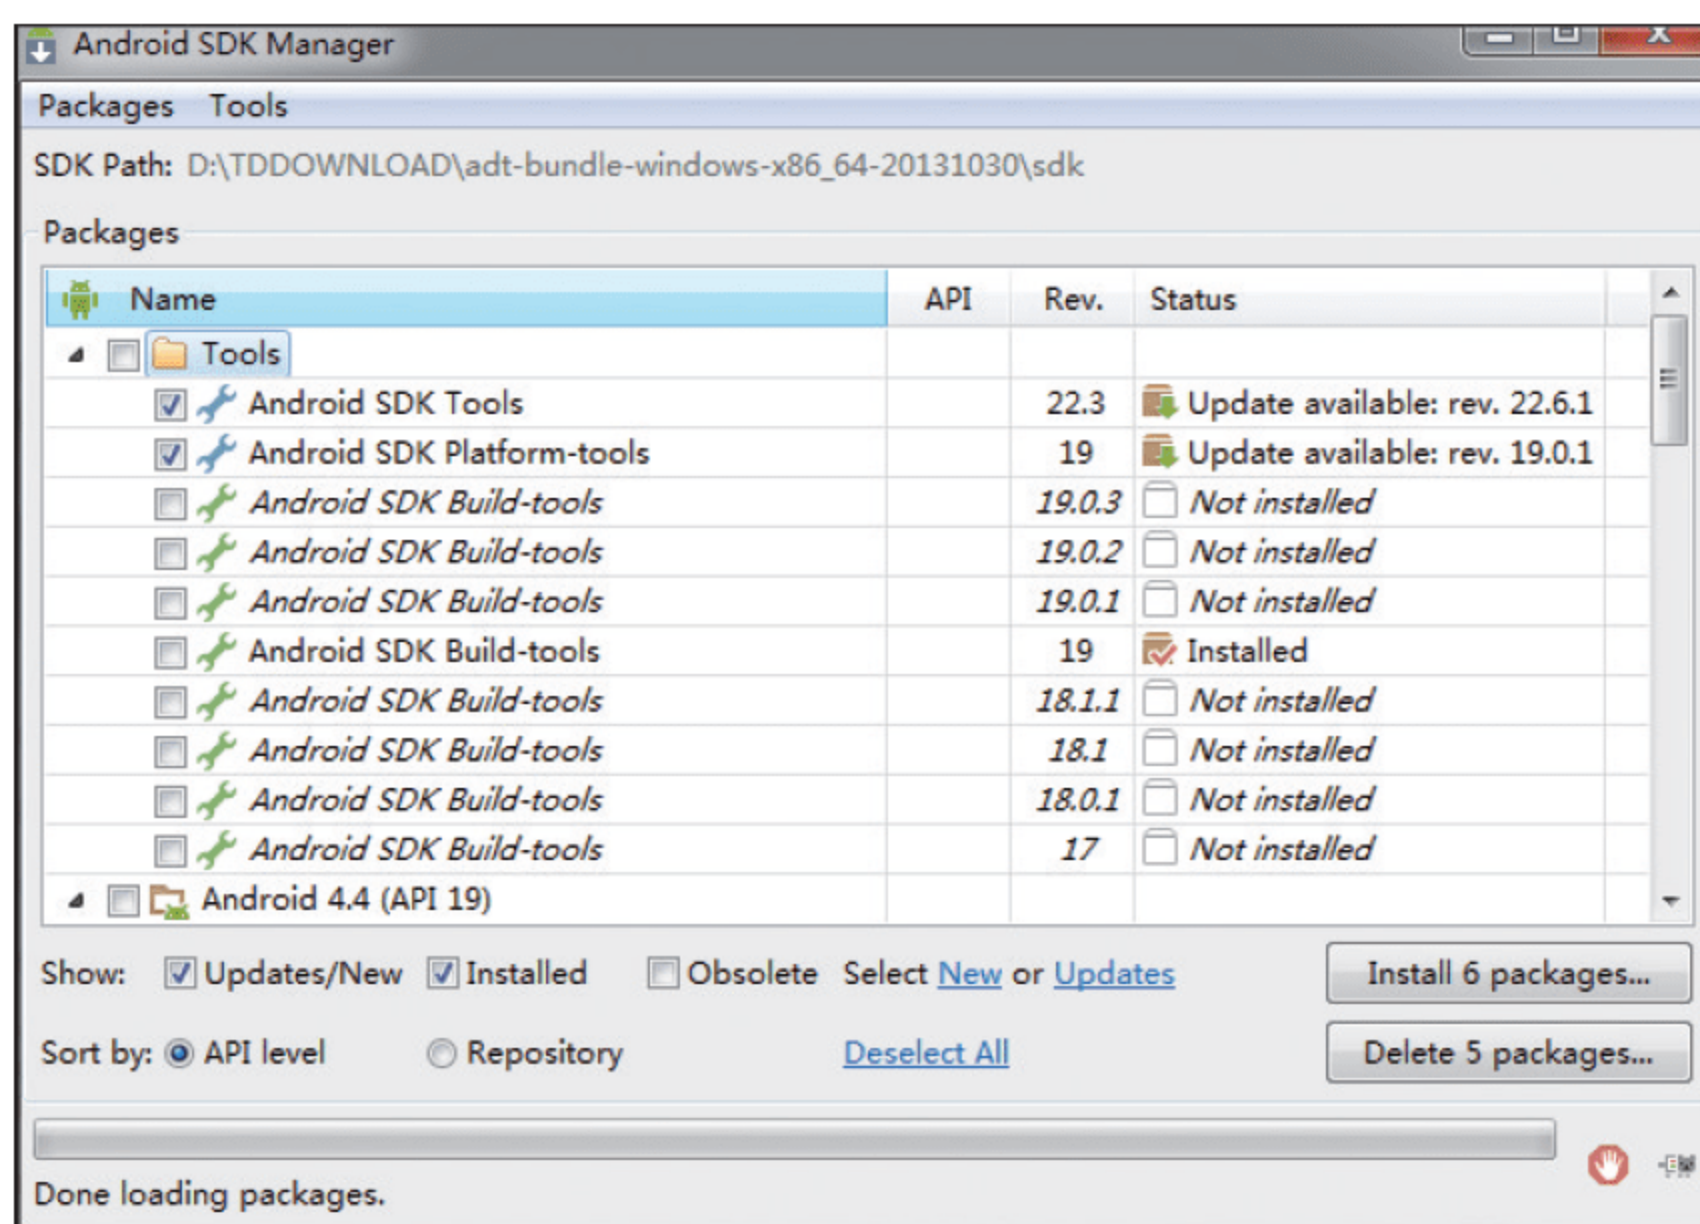 Android SDK Manager
Packages Tools
SDK Path: D:\TDDOWNLOAD\adt-bundle-windows-x86_64-20131030\sdk
Packages
Name API Rev. Status
Tools
Android SDK Tools 22.3 Update available: rev. 22.6.1
Android SDK Platform-tools 19 Update available: rev. 19.0.1
Android SDK Build-tools 19.0.3 Not installed
Android SDK Build-tools 19.0.2 Not installed
Android SDK Build-tools 19.0.1 Not installed
Android SDK Build-tools 19 Installed
Android SDK Build-tools 18.1.1 Not installed
Android SDK Build-tools 18.1 Not installed
Android SDK Build-tools 18.0.1 Not installed
Android SDK Build-tools 17 Not installed
Android 4.4 (API 19)
Show: Updates/New Installed Obsolete Select New or Updates Install 6 packages...
Sort by: API level Repository Deselect All Delete 5 packages...
Done loading packages.